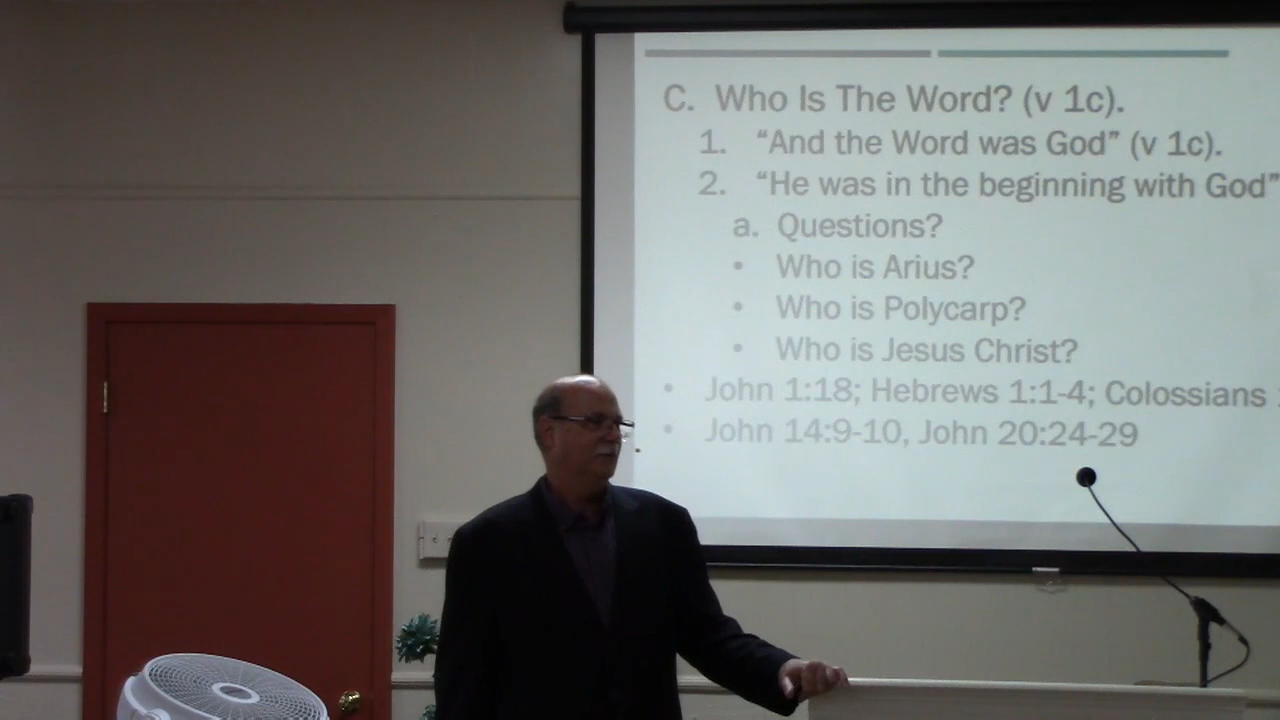 C. Who Is The Word? (v 1c).
1. “And the Word was God” (v 1c).
2. “He was in the beginning with God”
a. Questions?
• Who is Arius?
• Who is Polycarp?
• Who is Jesus Christ?
• John 1:18; Hebrews 1:1-4; Colossians
• John 14:9-10, John 20:24-29